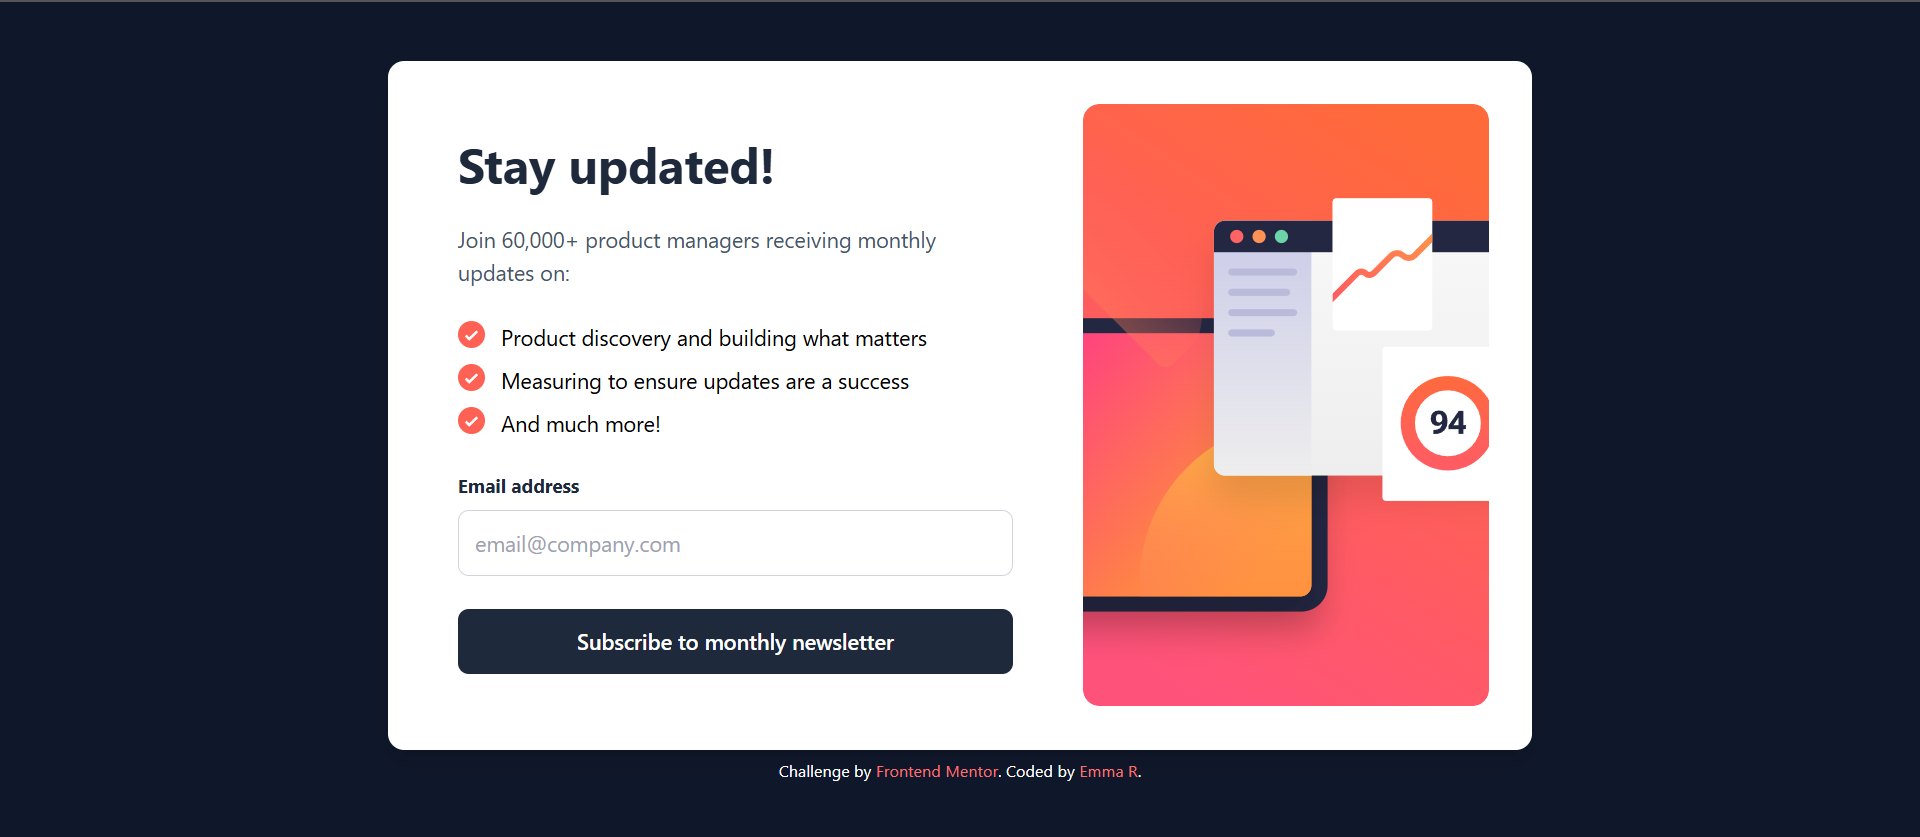 Stay updated!
Join 60,000+ product managers receiving monthly
updates on:
Product discovery and building what matters
Measuring to ensure updates are a success
And much more!
Email address
email@company.com
Subscribe to monthly newsletter
94
Challenge by Frontend Mentor. Coded by Emma R.